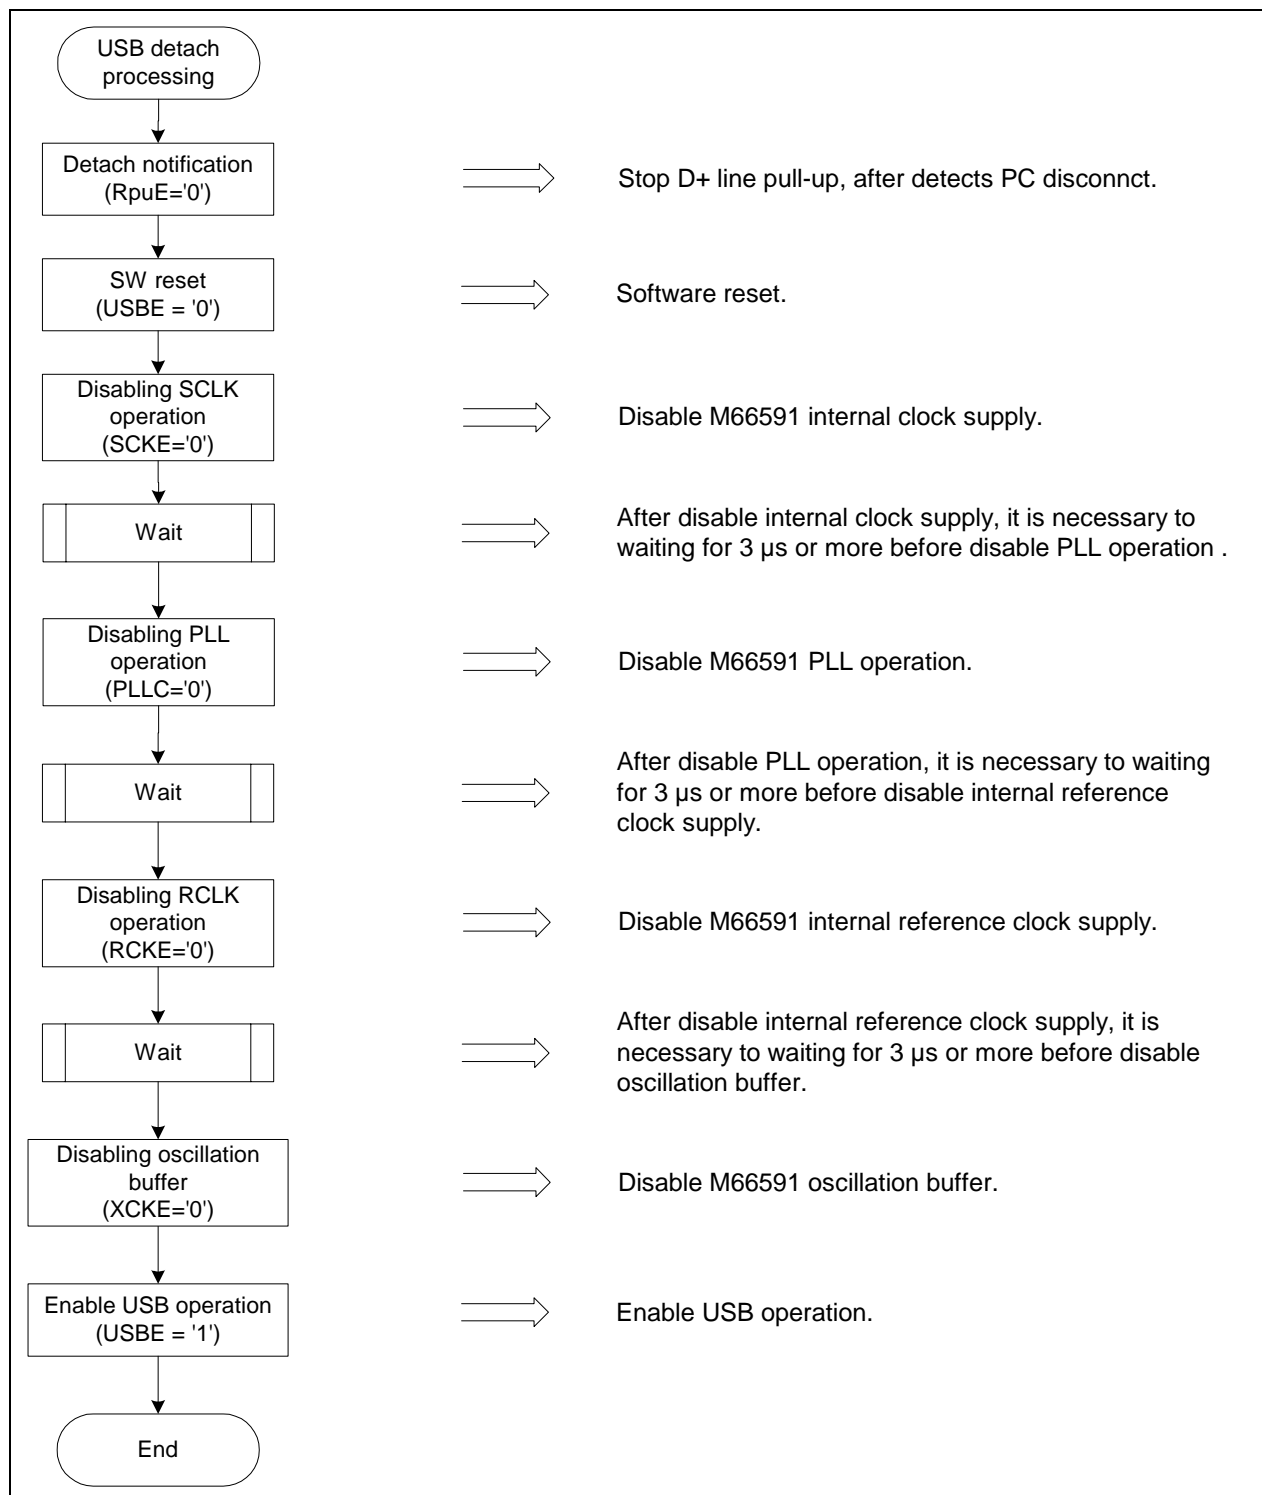 USB detach
processing
Detach notification
(RpuE='0')
Stop D+ line pull-up, after detects PC disconnct.
SW reset
(USBE = '0')
Software reset.
Disabling SCLK
operation
(SCKE='0')
Disable M66591 internal clock supply.
Wait
After disable internal clock supply, it is necessary to
waiting for 3 µs or more before disable PLL operation .
Disabling PLL
operation
(PLLC='0')
Disable M66591 PLL operation.
Wait
After disable PLL operation, it is necessary to waiting
for 3 µs or more before disable internal reference
clock supply.
Disabling RCLK
operation
(RCKE='0')
Disable M66591 internal reference clock supply.
Wait
After disable internal reference clock supply, it is
necessary to waiting for 3 µs or more before disable
oscillation buffer.
Disabling oscillation
buffer
(XCKE='0')
Disable M66591 oscillation buffer.
Enable USB operation
(USBE = '1')
Enable USB operation.
End